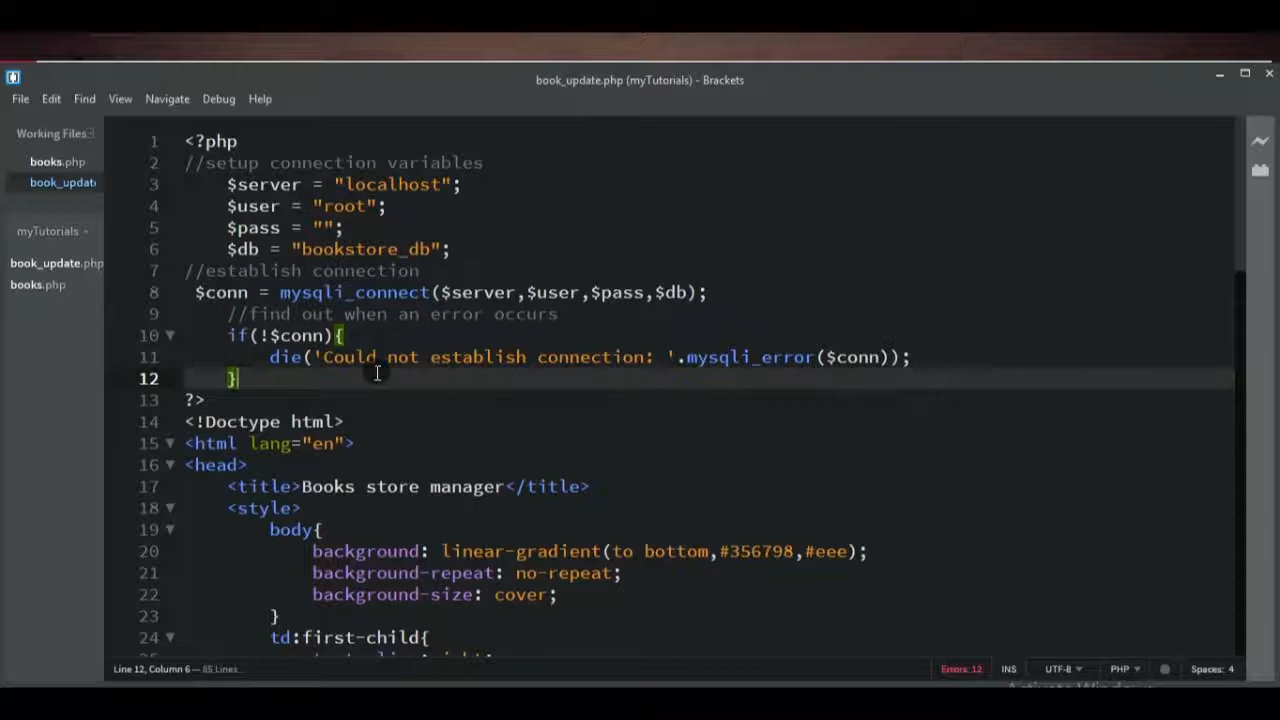 book_update.php (myTutorials) - Brackets
File Edit Find View Navigate Debug Help
Working Files
books.php
book_updat
myTutorials
book_update.php
books.php
1 <?php
2 //setup connection variables
3 $server = "localhost";
4 $user = "root";
5 $pass = "";
6 $db = "bookstore_db";
7 //establish connection
8 $conn = mysqli_connect($server,$user,$pass,$db);
9 //find out when an error occurs
10 if(!$conn){
11 die('Could not establish connection: '.mysqli_error($conn));
12 }
13 ?>
14 <!Doctype html>
15 <html lang="en">
16 <head>
17 <title>Books store manager</title>
18 <style>
19 body{
20 background: linear-gradient(to bottom,#356798,#eee);
21 background-repeat: no-repeat;
22 background-size: cover;
23 }
24 td:first-child{
Line 12, Column 6 — 85 Lines
Errors: 12 INS UTF-8 PHP Spaces: 4